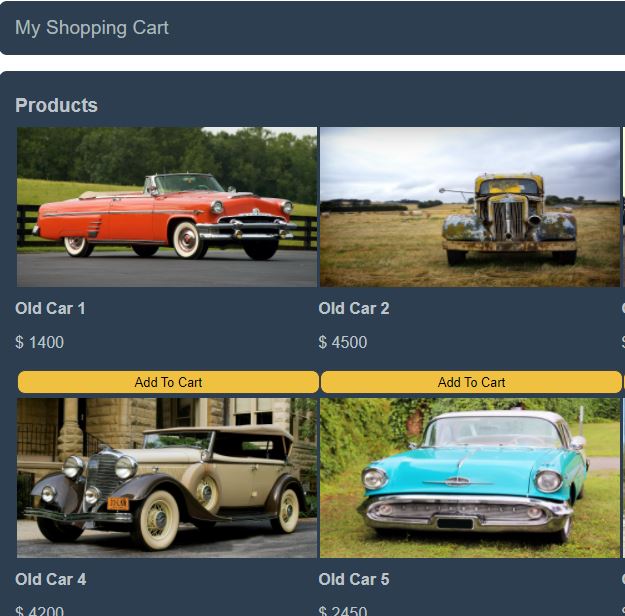 My Shopping Cart
Products
Old Car 1
Old Car 2
$ 1400
$ 4500
Add To Cart
Add To Cart
Old Car 4
Old Car 5
$ 4200
$ 2450